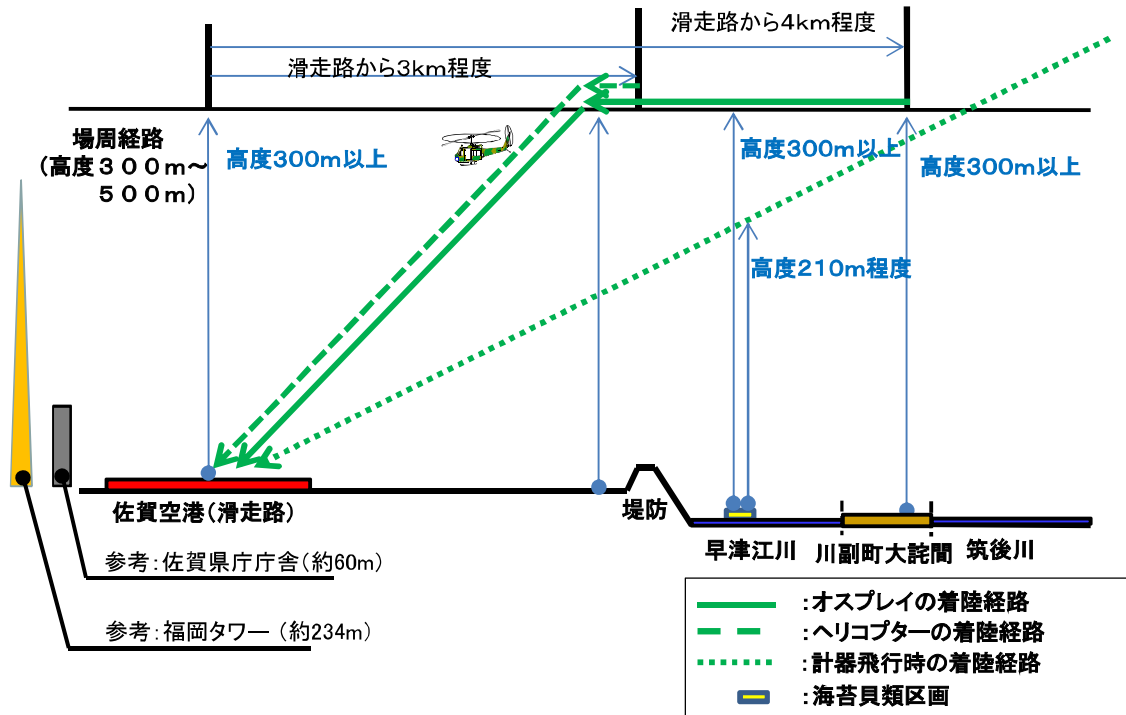 滑走路から4km程度
滑走路から3km程度
場周経路
(高度３００m～
５００m)
高度300m以上
高度300m以上
高度300m以上
高度210m程度
佐賀空港(滑走路)
堤防
早津江川
川副町大詫間
筑後川
参考：佐賀県庁庁舎(約60m)
参考：福岡タワー (約234m)
：オスプレイの着陸経路
：ヘリコプターの着陸経路
：計器飛行時の着陸経路
：海苔貝類区画